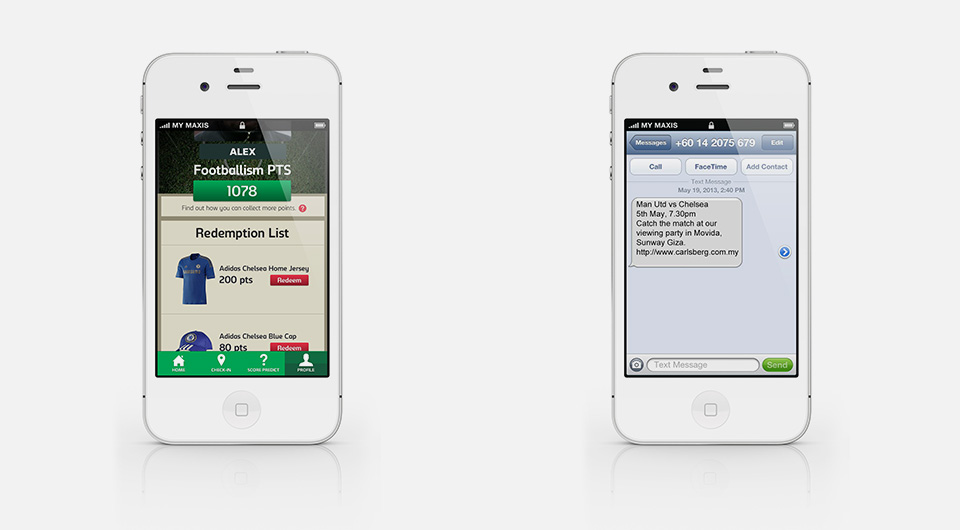 MY MAXIS
ALEX
Footballism PTS
1078
Find out how you can collect more points. ?
Redemption List
Adidas Chelsea Home Jersey
200 pts
Redeem
Adidas Chelsea Blue Cap
80 pts
Redeem
HOME
CHECK-IN
?
SCORE PREDICT
PROFILE
MY MAXIS
Messages
+60 14 2075 679
Edit
Call
FaceTime
Add Contact
Text Message
May 19, 2013, 2:40 PM
Man Utd vs Chelsea
5th May, 7.30pm
Catch the match at our
viewing party in Movida,
Sunway Giza.
http://www.carlsberg.com.my
Text Message
Send